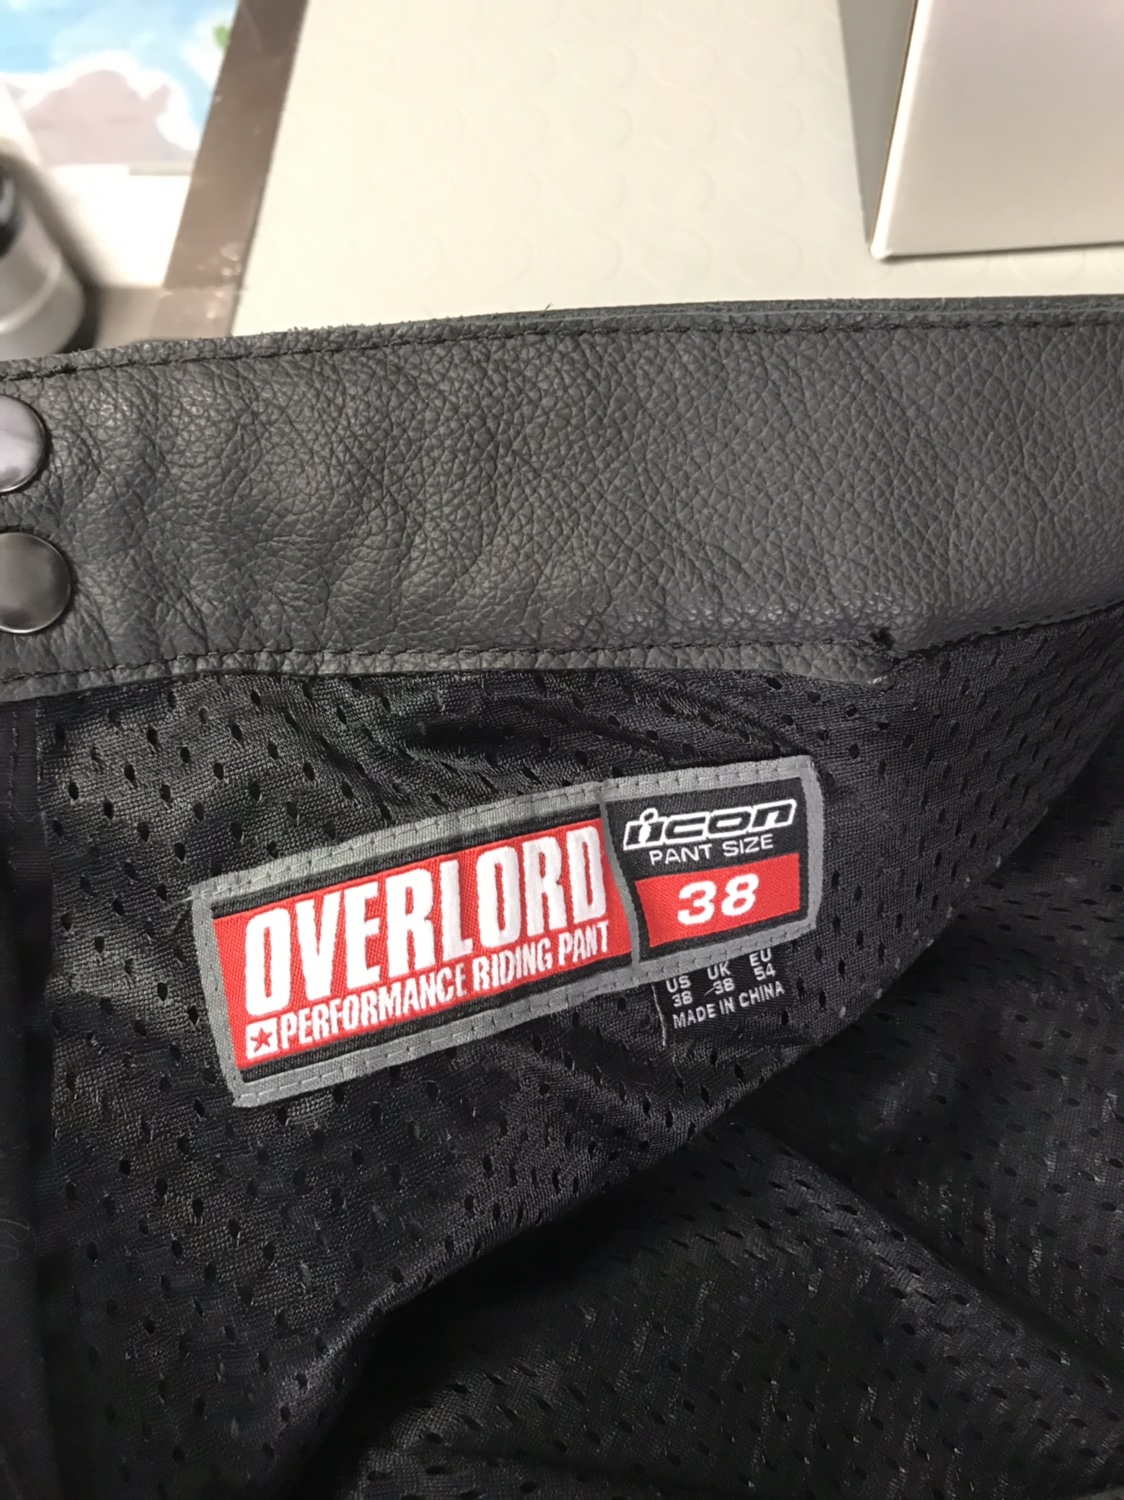 OVERLORD
PERFORMANCE RIDING PANT
icon
PANT SIZE
38
US UK EU
38 38 54
MADE IN CHINA